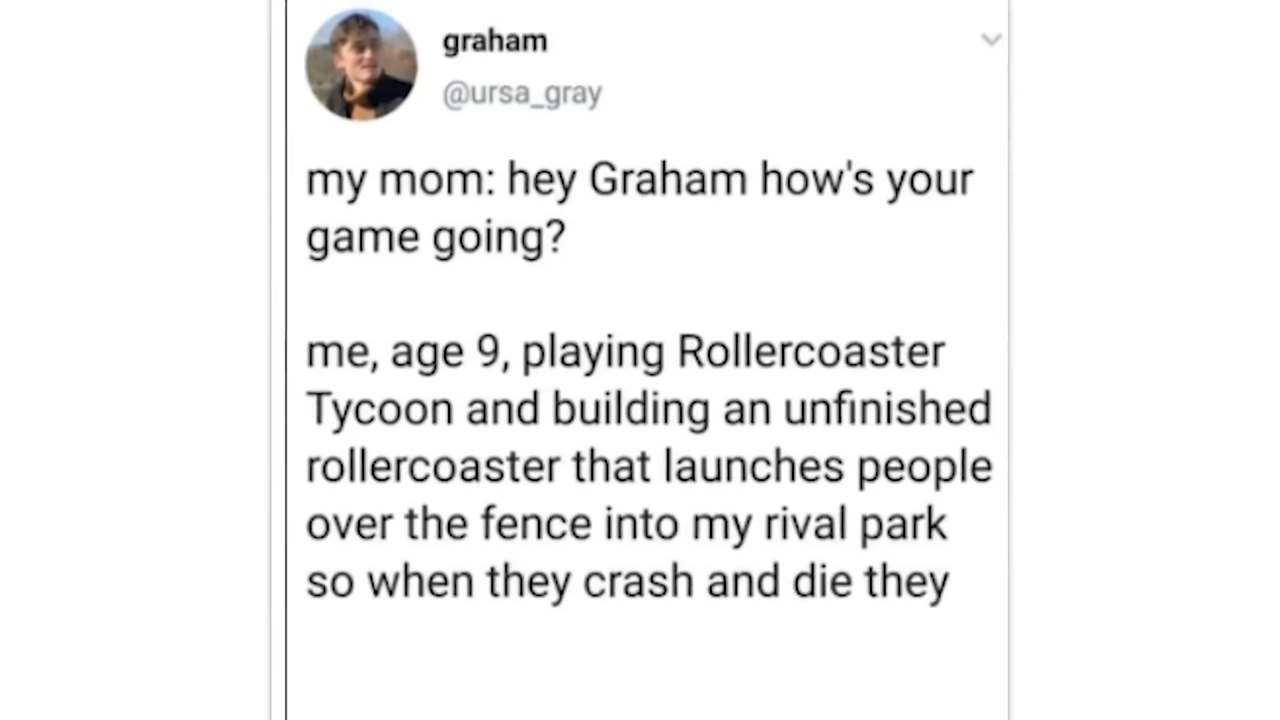 graham
@ursa_gray
my mom: hey Graham how's your
game going?
me, age 9, playing Rollercoaster
Tycoon and building an unfinished
rollercoaster that launches people
over the fence into my rival park
so when they crash and die they